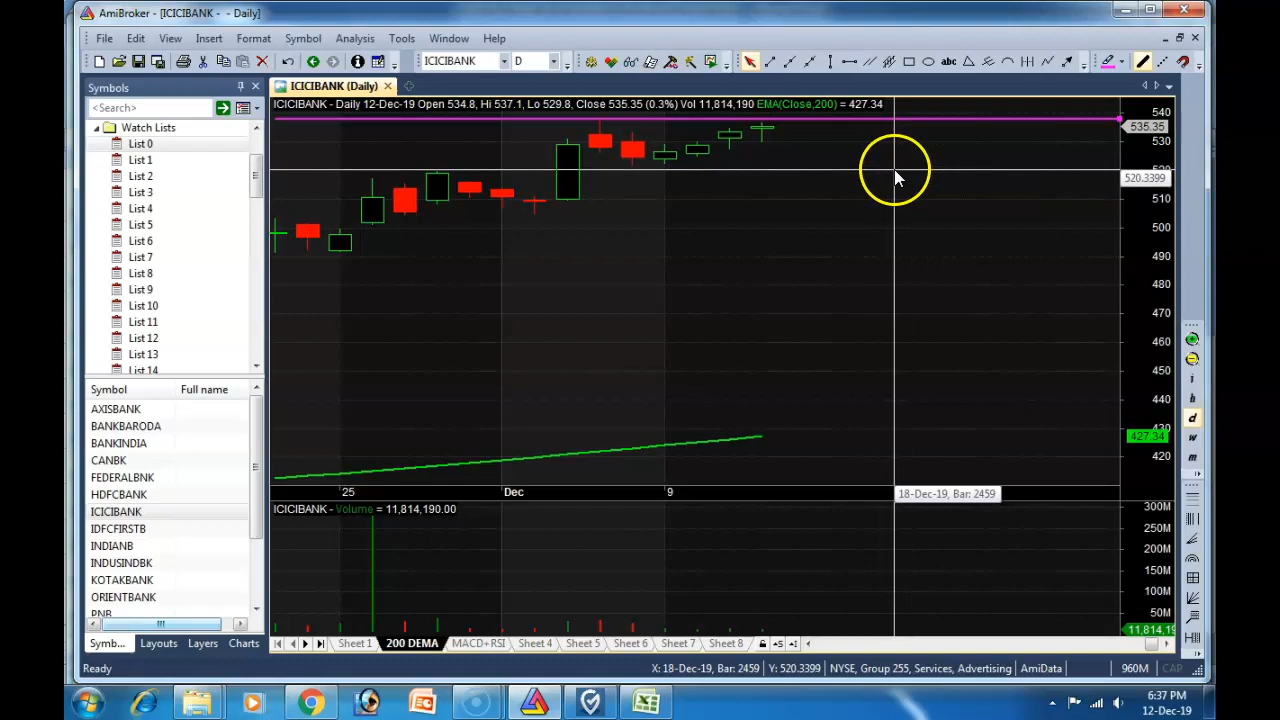 AmiBroker - [ICICIBANK - - Daily]
File Edit View Insert Format Symbol Analysis Tools Window Help
ICICIBANK D
abc
Symbols
ICICIBANK (Daily)
<Search>
Watch Lists
List 0
List 1
List 2
List 3
List 4
List 5
List 6
List 7
List 8
List 9
List 10
List 11
List 12
List 13
List 14
Symbol Full name
AXISBANK
BANKBARODA
BANKINDIA
CANBK
FEDERALBNK
HDFCBANK
ICICIBANK
IDFCFIRSTB
INDIANB
INDUSINDBK
KOTAKBANK
ORIENTBANK
PNB
Symb... Layouts Layers Charts
ICICIBANK - Daily 12-Dec-19 Open 534.8, Hi 537.1, Lo 529.8, Close 535.35 (0.3%) Vol 11,814,190 EMA(Close,200) = 427.34
540
535.35
530
520
520.3399
510
500
490
480
470
460
450
440
430
427.34
420
25 Dec 9 18-Dec-19, Bar: 2459
ICICIBANK - Volume = 11,814,190.00
300M
250M
200M
150M
100M
50M
11,814,19
Sheet 1 200 DEMA MACD+RSI Sheet 4 Sheet 5 Sheet 6 Sheet 7 Sheet 8
i
h
d
w
m
Ready X: 18-Dec-19, Bar: 2459 Y: 520.3399 NYSE, Group 255, Services, Advertising AmiData 960M CAP
6:37 PM
12-Dec-19